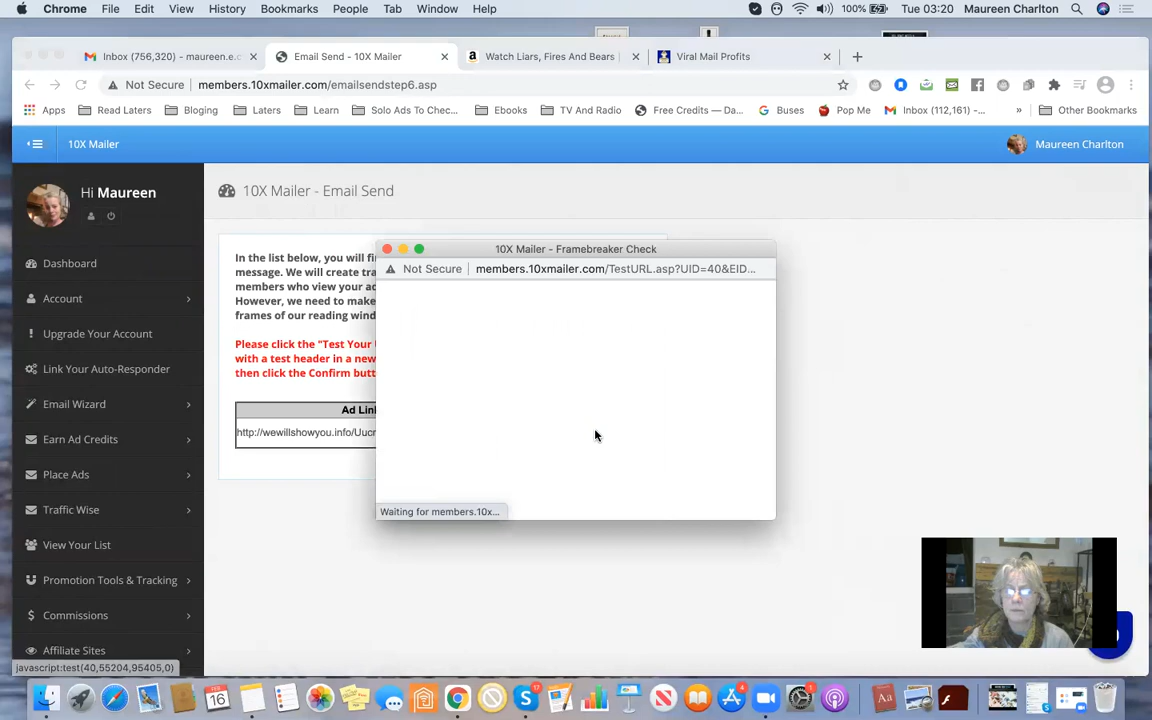 Chrome File Edit View History Bookmarks People Tab Window Help 100% Tue 03:20 Maureen Charlton
Inbox (756,320) - maureen.e.c
Email Send - 10X Mailer
Watch Liars, Fires And Bears
Viral Mail Profits
Not Secure members.10xmailer.com/emailsendstep6.asp
Apps Read Laters Bloging Laters Learn Solo Ads To Chec... Ebooks TV And Radio Free Credits — Da... Buses Pop Me Inbox (112,161) –... » Other Bookmarks
10X Mailer Maureen Charlton
Hi Maureen
10X Mailer - Email Send
Dashboard
Account
Upgrade Your Account
Link Your Auto-Responder
Email Wizard
Earn Ad Credits
Place Ads
Traffic Wise
View Your List
Promotion Tools & Tracking
Commissions
Affiliate Sites
javascript:test(40,55204,95405,0)
In the list below, you will fi
message. We will create tra
members who view your ad
However, we need to make
frames of our reading wind
Please click the "Test Your
with a test header in a new
then click the Confirm butt
Ad Lin
http://wewillshowyou.info/Uucr
10X Mailer - Framebreaker Check
Not Secure members.10xmailer.com/TestURL.asp?UID=40&EID...
Waiting for members.10x...